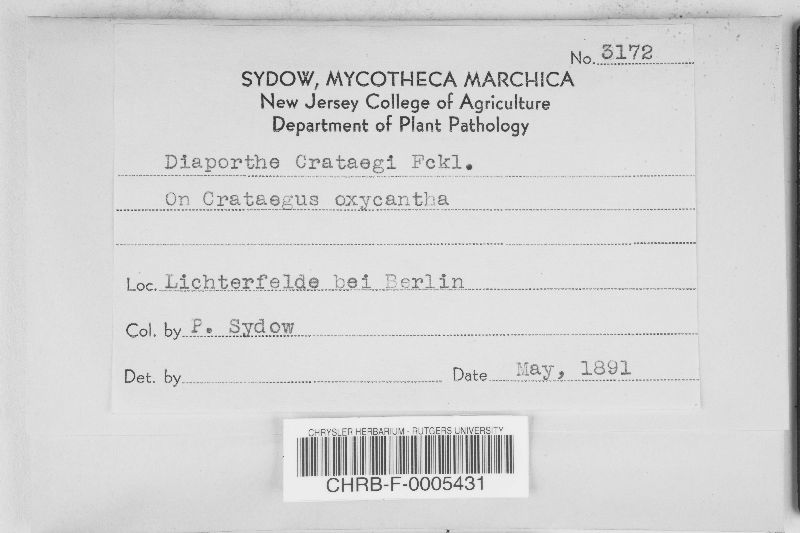 No. 3172
SYDOW, MYCOTHECA MARCHICA
New Jersey College of Agriculture
Department of Plant Pathology
Diaporthe Crataegi Fckl.
On Crataegus oxycantha
Loc. Lichterfelde bei Berlin
Col. by P. Sydow
Det. by
Date May, 1891
CHRYSLER HERBARIUM - RUTGERS UNIVERSITY
CHRB-F-0005431